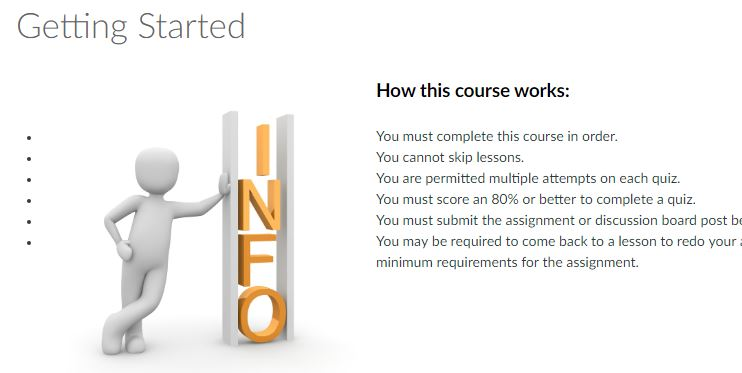 Getting Started
INFO
How this course works:
You must complete this course in order.
You cannot skip lessons.
You are permitted multiple attempts on each quiz.
You must score an 80% or better to complete a quiz.
You must submit the assignment or discussion board post
You may be required to come back to a lesson to redo your
minimum requirements for the assignment.